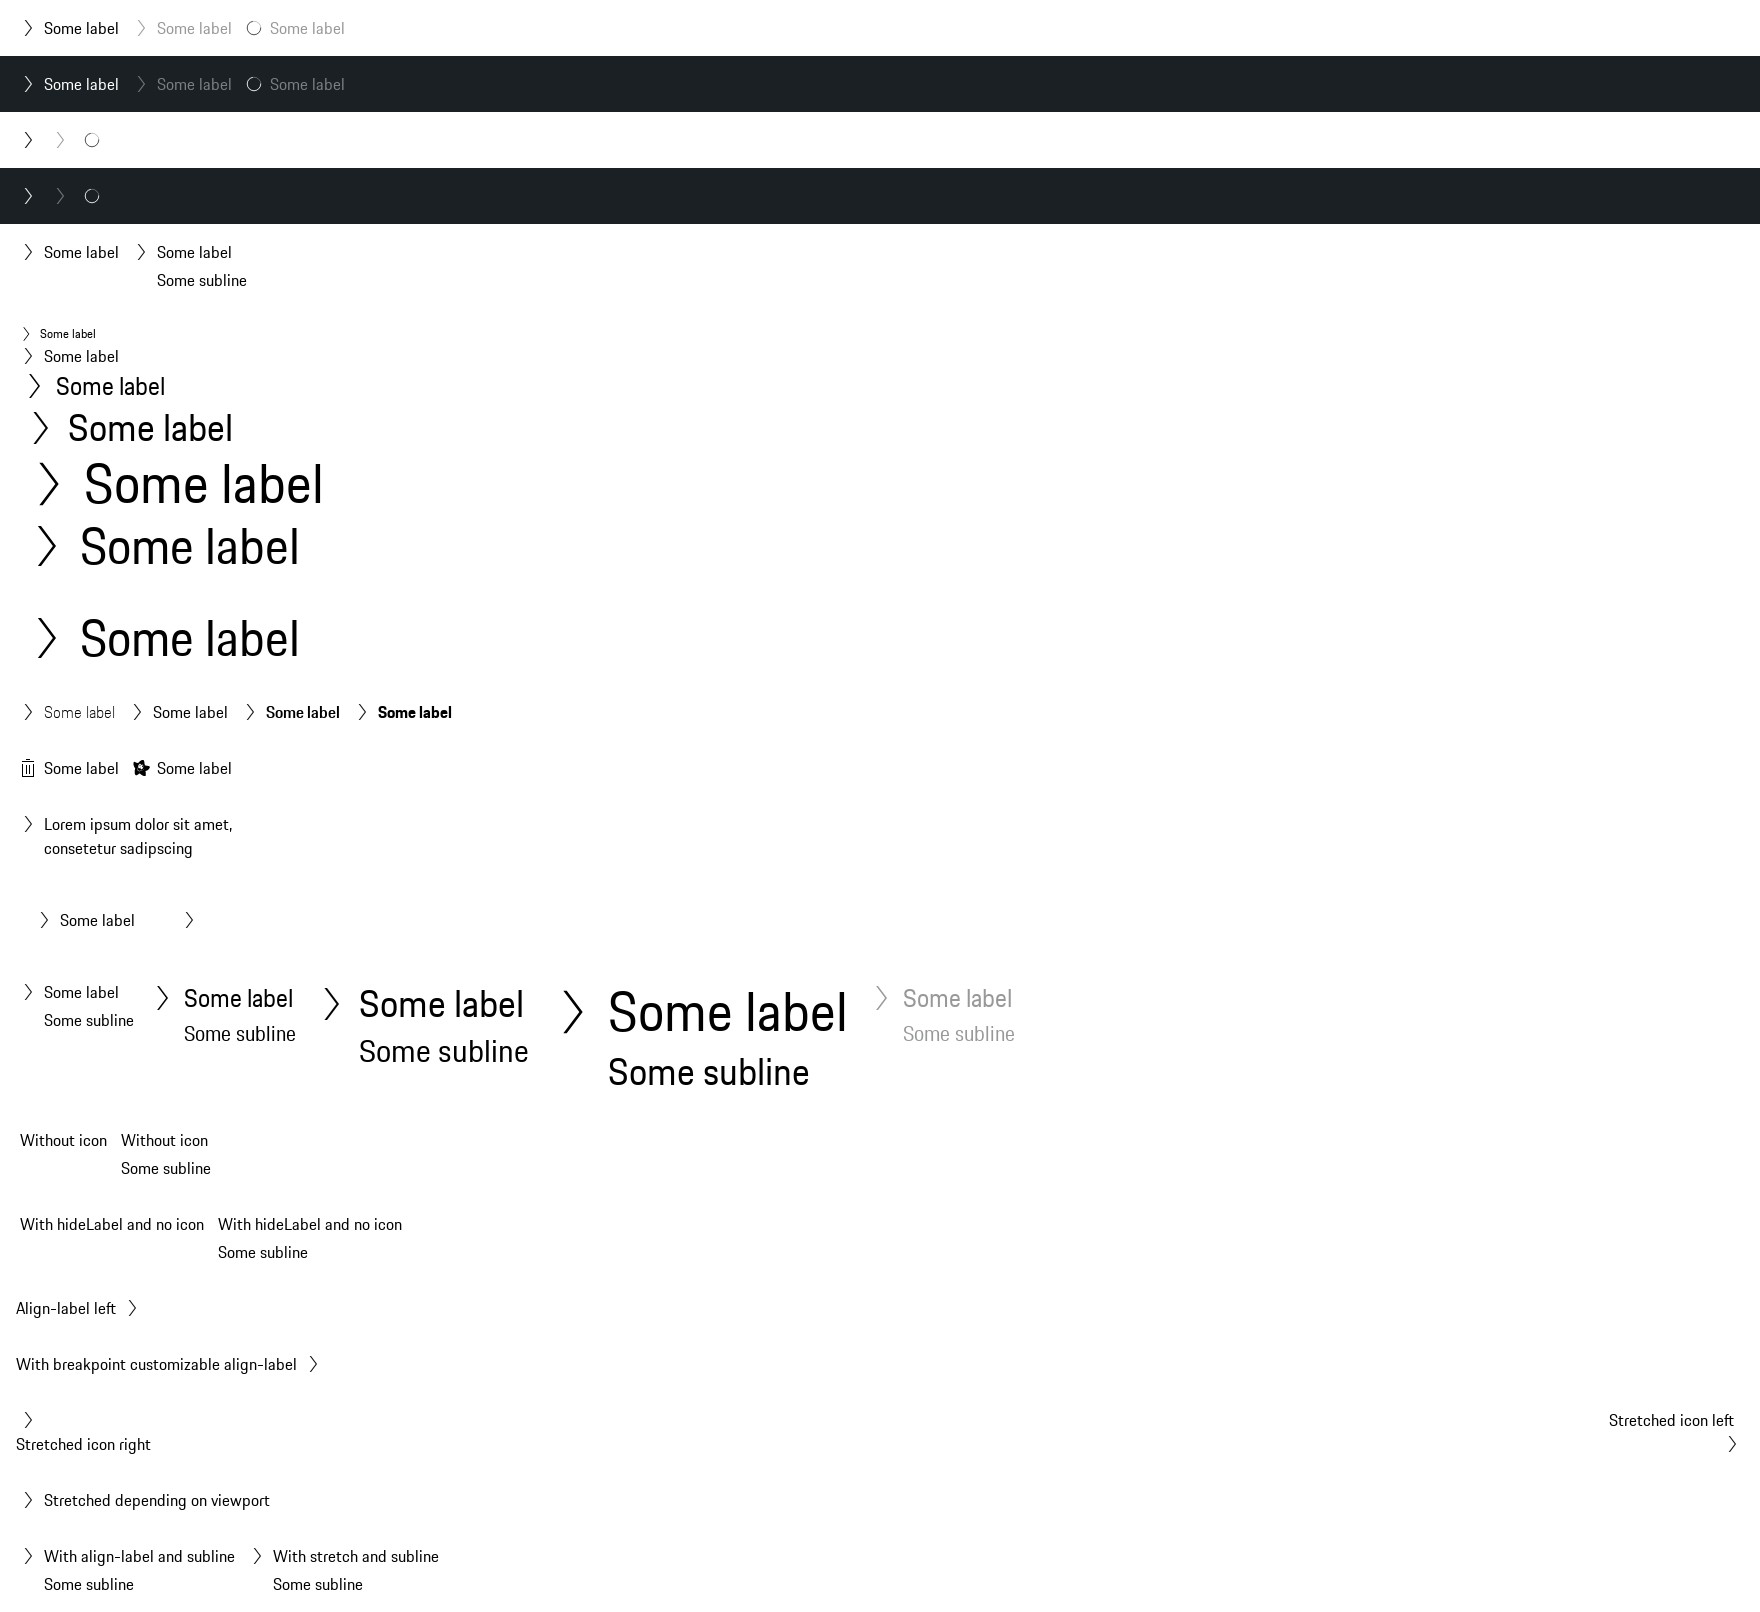 Some label Some label Some label
Some label Some label Some label
Some label Some label
Some subline
Some label
Some label
Some label
Some label
Some label
Some label
Some label
Some label Some label Some label Some label
Some label Some label
Lorem ipsum dolor sit amet,
consetetur sadipscing
Some label
Some label Some label Some label Some label Some label
Some subline Some subline Some subline Some subline Some subline
Without icon Without icon
Some subline
With hideLabel and no icon With hideLabel and no icon
Some subline
Align-label left
With breakpoint customizable align-label
Stretched icon left
Stretched icon right
Stretched depending on viewport
With align-label and subline With stretch and subline
Some subline Some subline